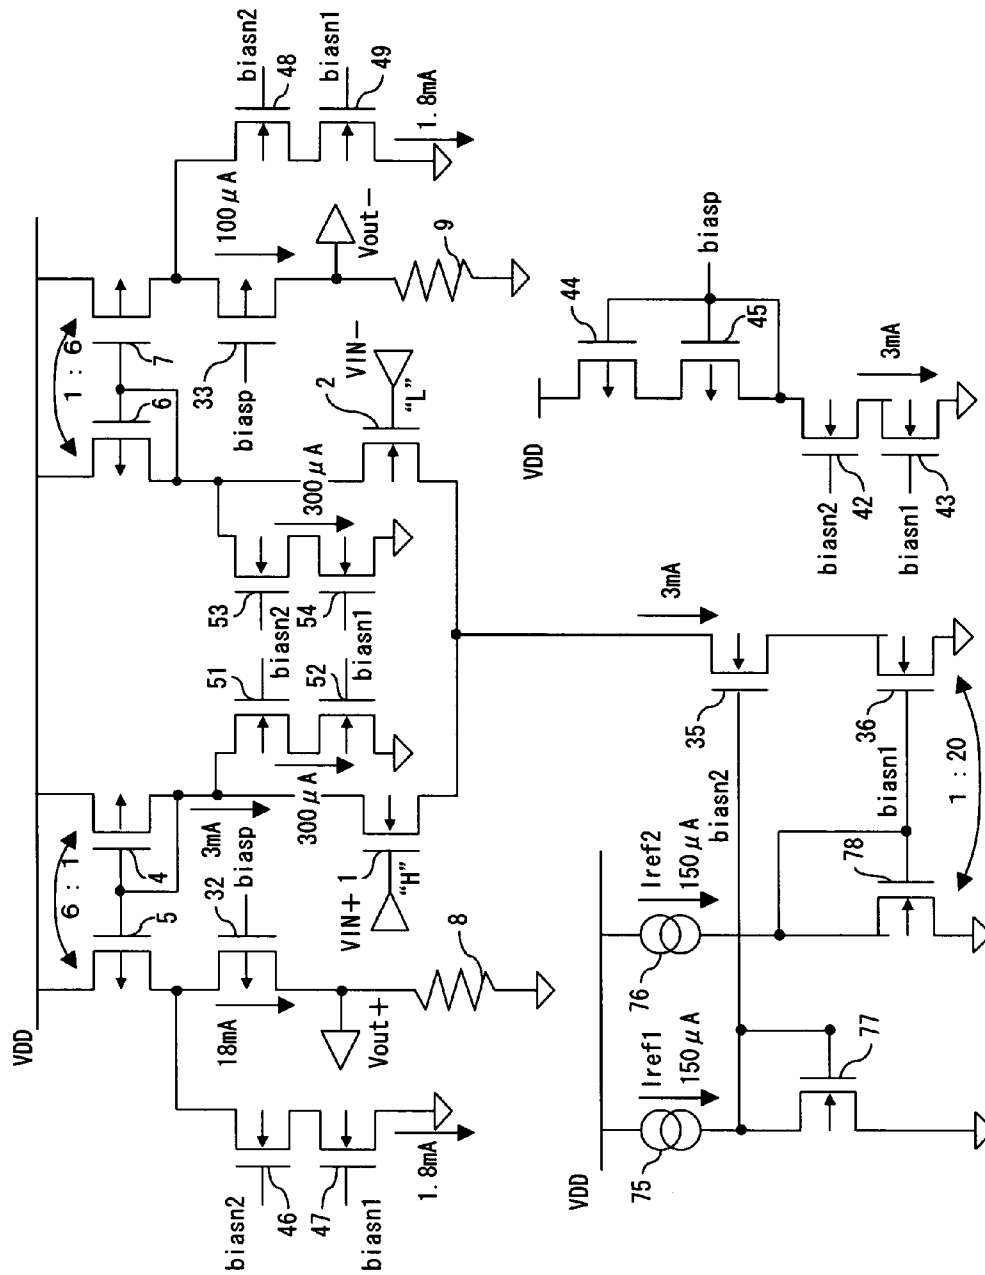 VDD
6 : 1
5
4
1 : 6
6
7
3mA
biasp
32
18mA
Vout+
8
biasn2
46
47
biasn1
1.8mA
VIN+
1
"H"
300μA
51
biasn2
52
biasn1
53
54
300μA
VIN-
2
"L"
33
biasp
100μA
Vout-
9
biasn2
48
biasn1
49
1.8mA
3mA
35
36
biasn2
biasn1
1 : 20
VDD
Iref1
150μA
75
77
Iref2
150μA
76
78
VDD
44
45
biasp
biasn2
42
biasn1
43
3mA